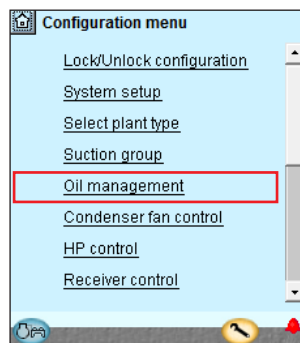 Configuration menu
Lock/Unlock configuration
System setup
Select plant type
Suction group
Oil management
Condenser fan control
HP control
Receiver control